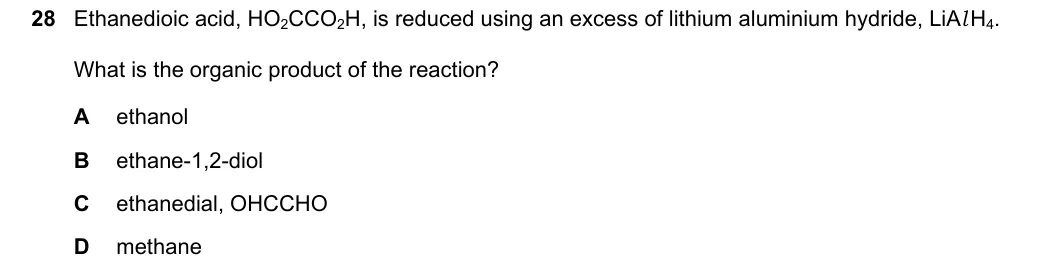 28 Ethanedioic acid, HO₂CCO₂H, is reduced using an excess of lithium aluminium hydride, LiAlH₄.
What is the organic product of the reaction?
A ethanol
B ethane-1,2-diol
C ethanedial, OHCCHO
D methane